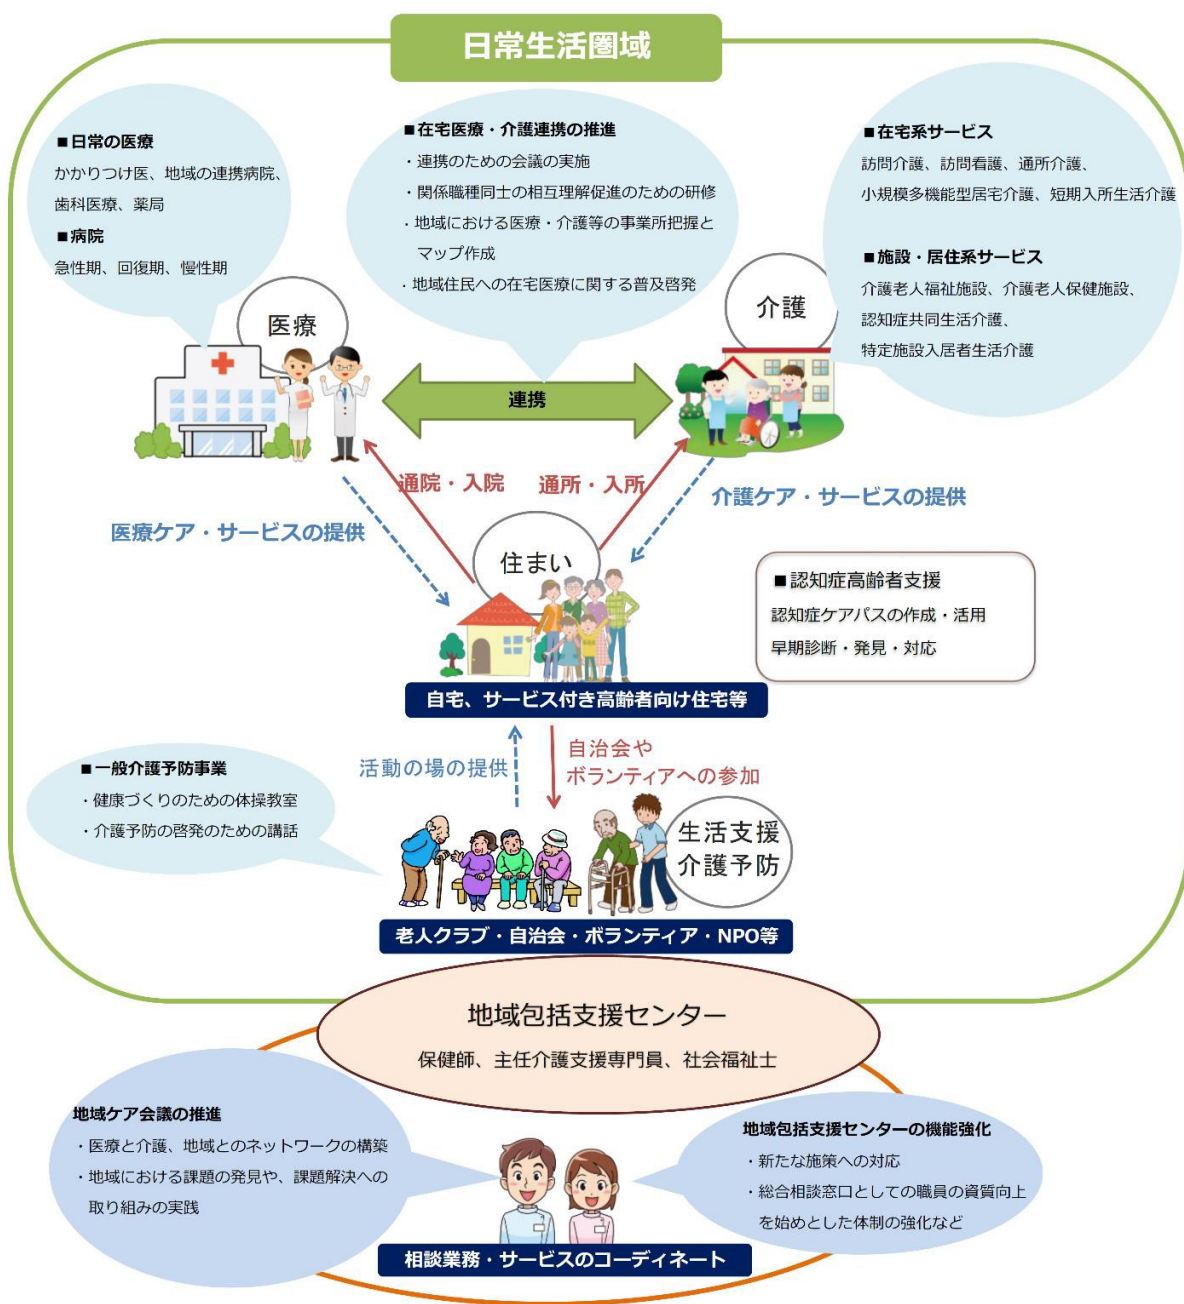 日常生活圏域
■日常の医療
かかりつけ医、地域の連携病院、
歯科医療、薬局
■病院
急性期、回復期、慢性期
■在宅医療・介護連携の推進
・連携のための会議の実施
・関係職種同士の相互理解促進のための研修
・地域における医療・介護等の事業所把握と
マップ作成
・地域住民への在宅医療に関する普及啓発
■在宅系サービス
訪問介護、訪問看護、通所介護、
小規模多機能型居宅介護、短期入所生活介護
■施設・居住系サービス
介護老人福祉施設、介護老人保健施設、
認知症共同生活介護、
特定施設入居者生活介護
医療
介護
連携
通院・入院
通所・入所
医療ケア・サービスの提供
介護ケア・サービスの提供
住まい
■認知症高齢者支援
認知症ケアパスの作成・活用
早期診断・発見・対応
自宅、サービス付き高齢者向け住宅等
活動の場の提供
自治会や
ボランティアへの参加
■一般介護予防事業
・健康づくりのための体操教室
・介護予防の啓発のための講話
生活支援
介護予防
老人クラブ・自治会・ボランティア・NPO等
地域包括支援センター
保健師、主任介護支援専門員、社会福祉士
地域ケア会議の推進
・医療と介護、地域とのネットワークの構築
・地域における課題の発見や、課題解決への
取り組みの実践
地域包括支援センターの機能強化
・新たな施策への対応
・総合相談窓口としての職員の資質向上
を始めとした体制の強化など
相談業務・サービスのコーディネート